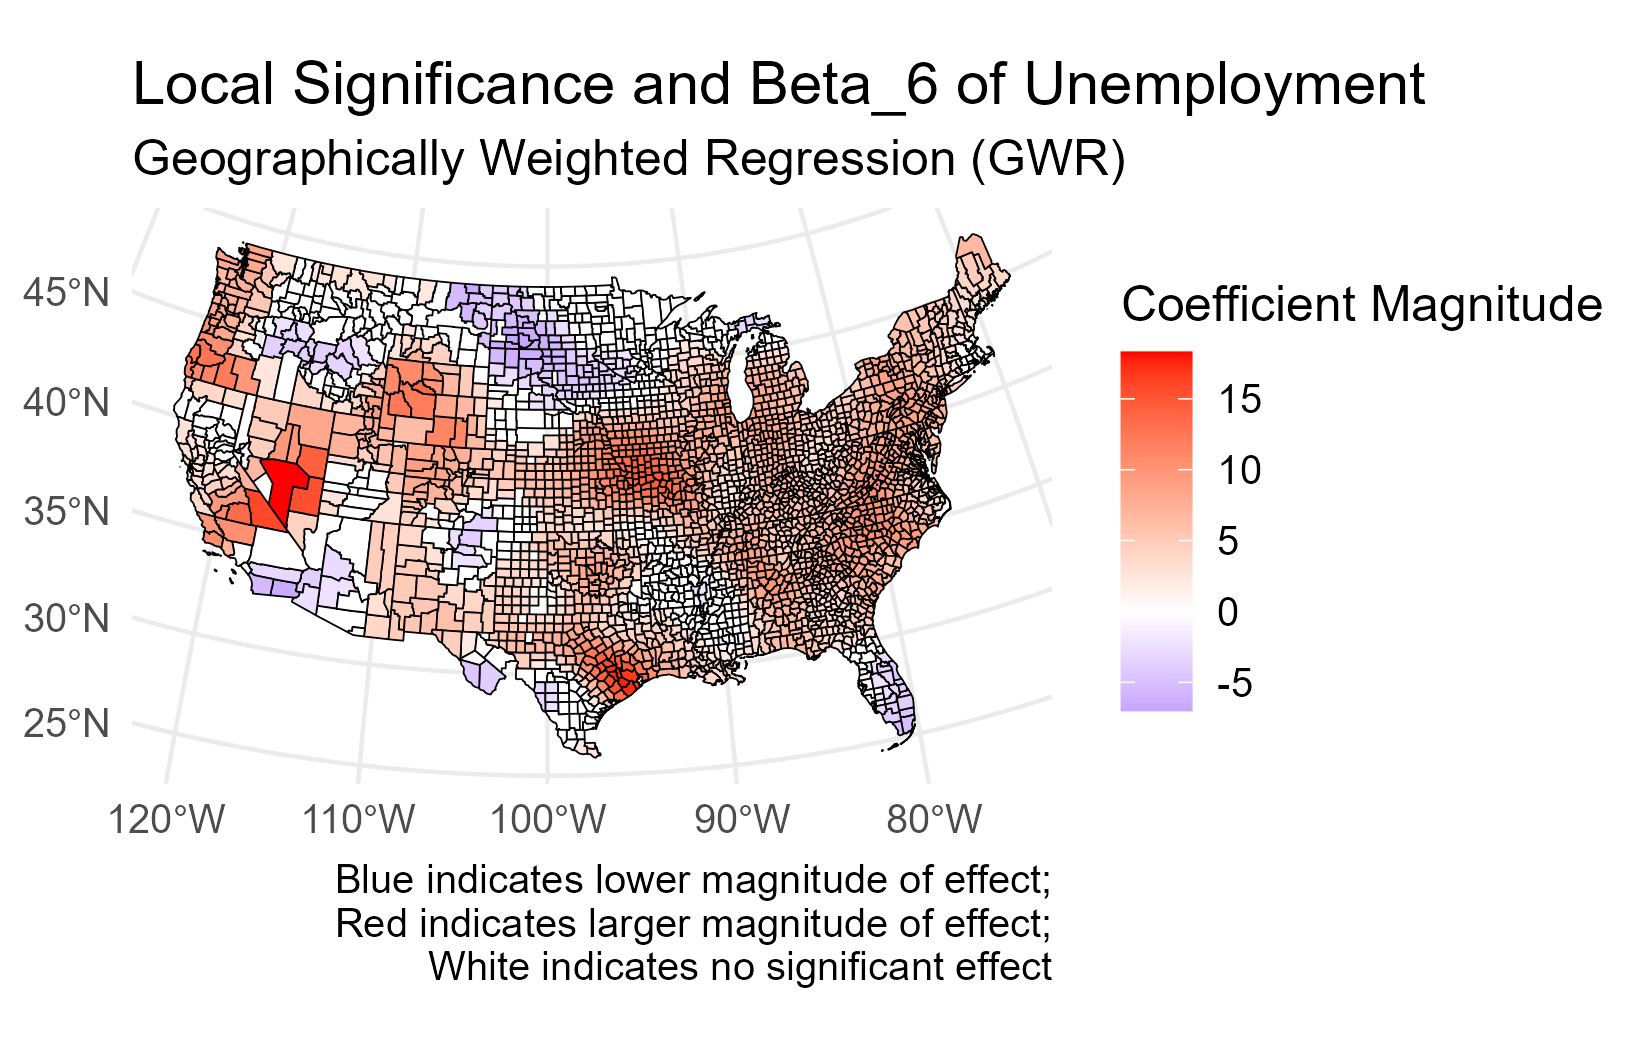 Local Significance and Beta_6 of Unemployment
Geographically Weighted Regression (GWR)
45°N
40°N
35°N
30°N
25°N
120°W
110°W
100°W
90°W
80°W
Coefficient Magnitude
15
10
5
0
-5
Blue indicates lower magnitude of effect;
Red indicates larger magnitude of effect;
White indicates no significant effect